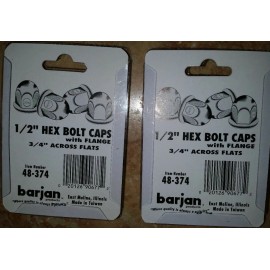 1/2" HEX BOLT CAPS
with FLANGE
3/4" ACROSS FLATS
Item Number
48-374
barjan
East Moline, Illinois
Made in Taiwan
1/2" HEX BOLT CAPS
with FLANGE
3/4" ACROSS FLATS
Item Number
48-374
barjan
East Moline, Illinois
Made in Taiwan